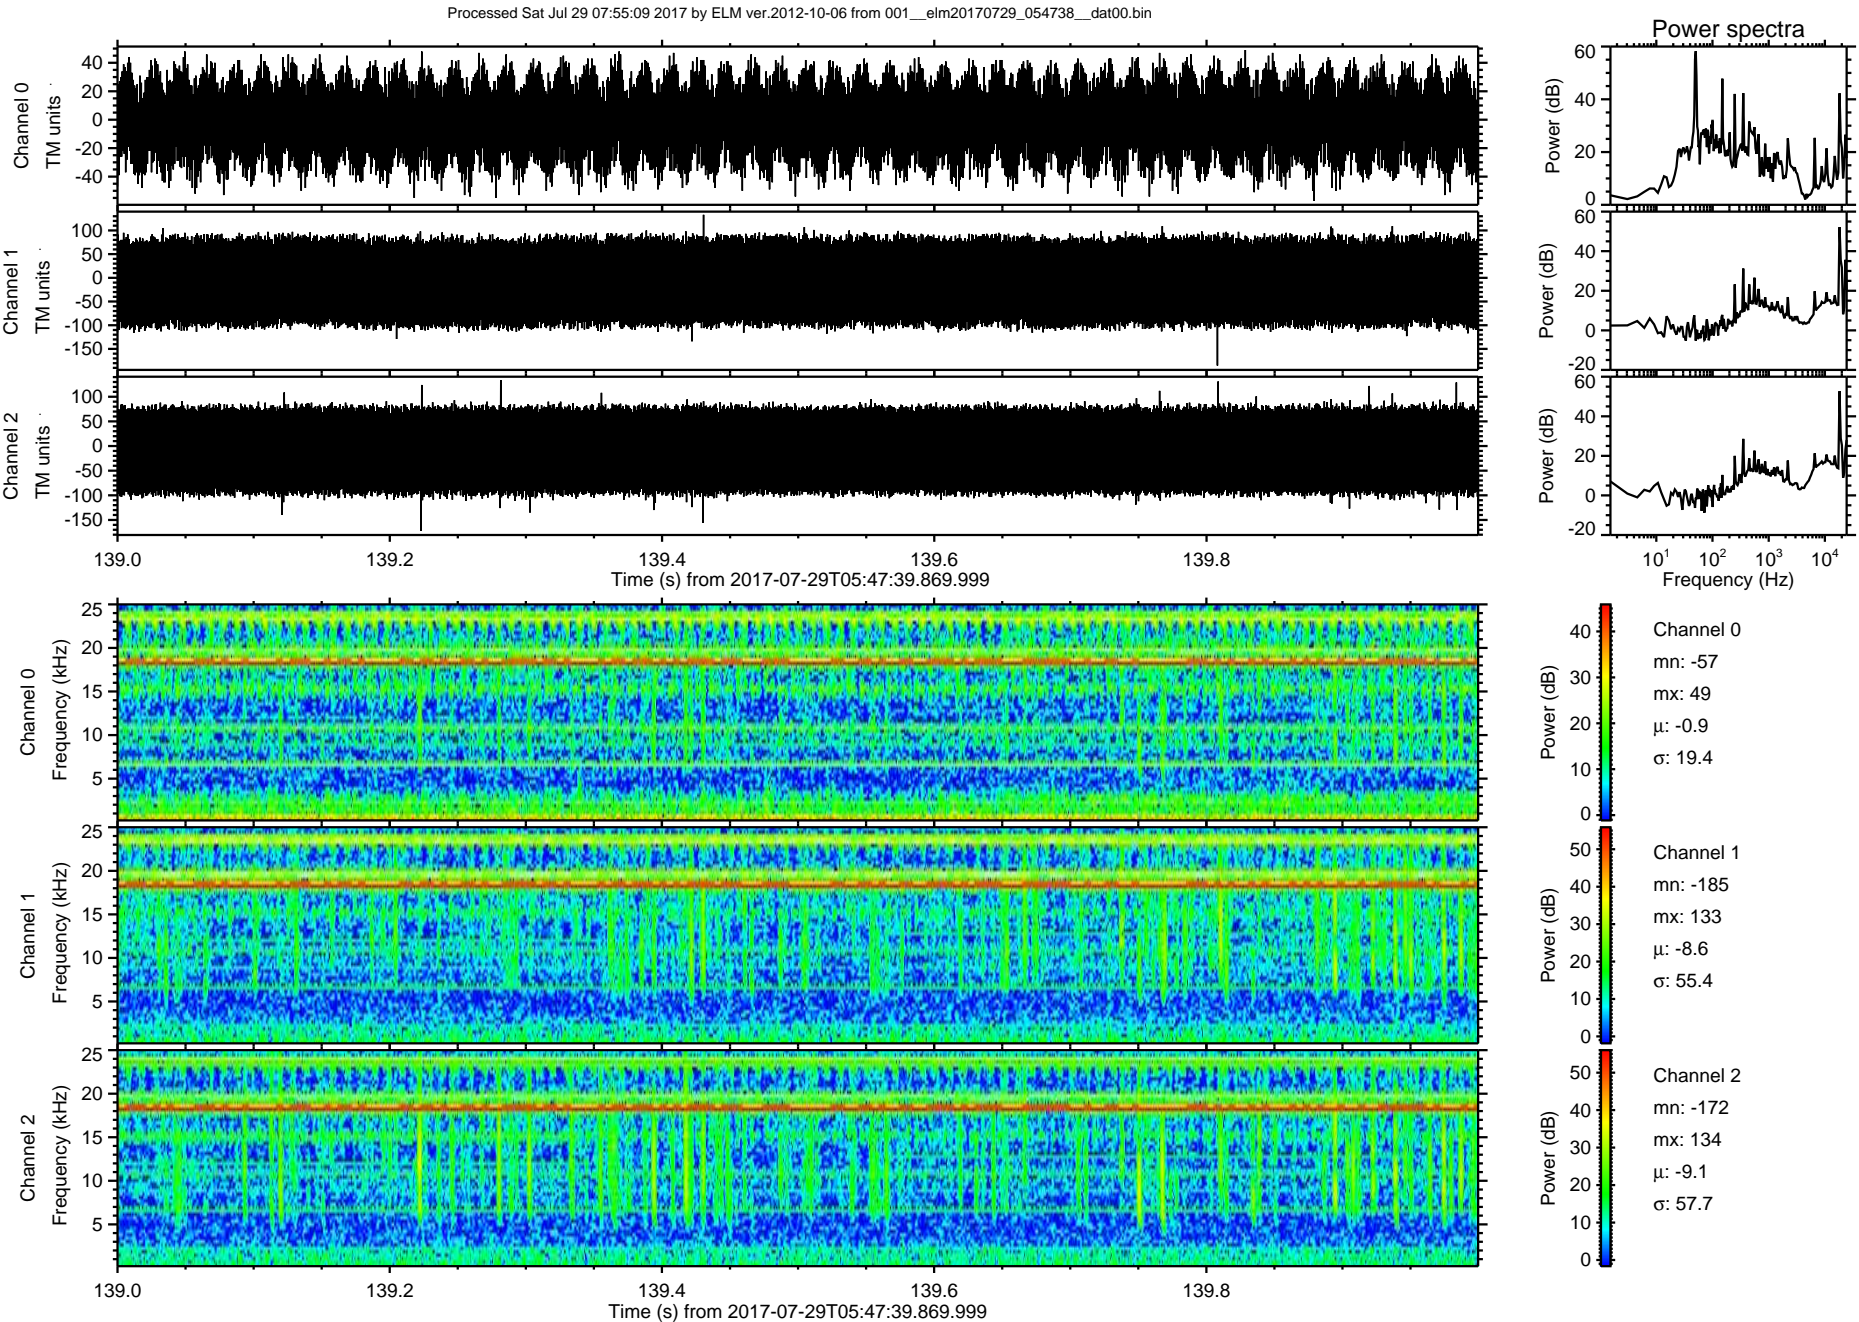 Processed Sat Jul 29 07:55:09 2017 by ELM ver.2012-10-06 from 001__elm20170729_054738__dat00.bin
Power spectra
Channel 0
TM units
40
20
0
-20
-40
Power (dB)
60
40
20
0
Channel 1
TM units
100
50
0
-50
-100
-150
Power (dB)
60
40
20
0
-20
Channel 2
TM units
100
50
0
-50
-100
-150
Power (dB)
60
40
20
0
-20
139.0 139.2 139.4 139.6 139.8
Time (s) from 2017-07-29T05:47:39.869.999
10^1 10^2 10^3 10^4
Frequency (Hz)
Channel 0
Frequency (kHz)
25
20
15
10
5
Power (dB)
40
30
20
10
0
Channel 0
mn: -57
mx: 49
μ: -0.9
σ: 19.4
Channel 1
Frequency (kHz)
25
20
15
10
5
Power (dB)
50
40
30
20
10
0
Channel 1
mn: -185
mx: 133
μ: -8.6
σ: 55.4
Channel 2
Frequency (kHz)
25
20
15
10
5
Power (dB)
50
40
30
20
10
0
Channel 2
mn: -172
mx: 134
μ: -9.1
σ: 57.7
139.0 139.2 139.4 139.6 139.8
Time (s) from 2017-07-29T05:47:39.869.999